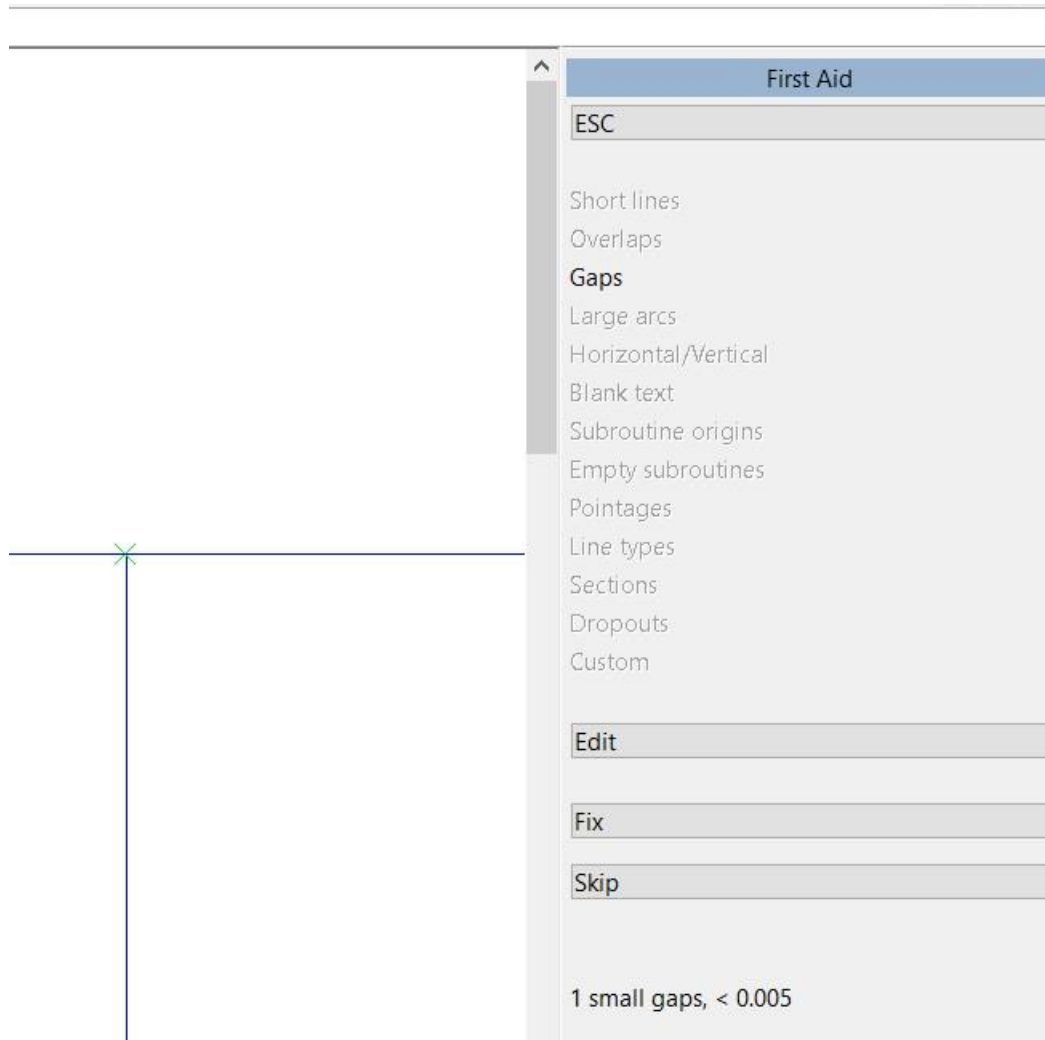 First Aid
ESC
Short lines
Overlaps
Gaps
Large arcs
Horizontal/Vertical
Blank text
Subroutine origins
Empty subroutines
Pointages
Line types
Sections
Dropouts
Custom
Edit
Fix
Skip
1 small gaps, < 0.005